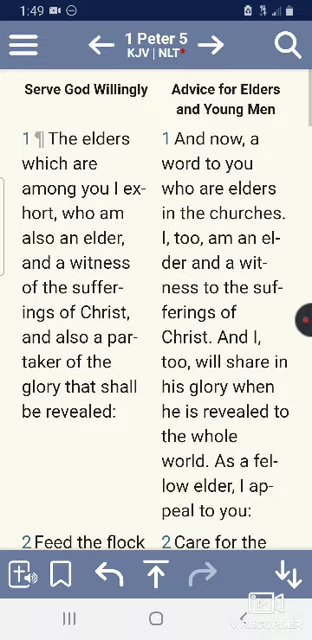 1:49
1 Peter 5
KJV | NLT*
Serve God Willingly
1 ¶ The elders
which are
among you I ex-
hort, who am
also an elder,
and a witness
of the suffer-
ings of Christ,
and also a par-
taker of the
glory that shall
be revealed:
2 Feed the flock
Advice for Elders
and Young Men
1 And now, a
word to you
who are elders
in the churches.
I, too, am an el-
der and a wit-
ness to the suf-
ferings of
Christ. And I,
too, will share in
his glory when
he is revealed to
the whole
world. As a fel-
low elder, I ap-
peal to you:
2 Care for the
V RECORDER